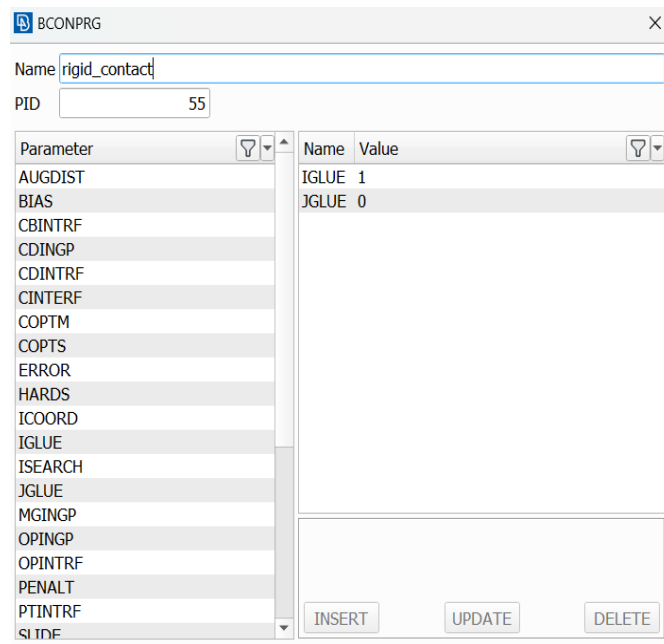 BCONPRG
Name rigid_contact
PID 55
Parameter
AUGDIST
BIAS
CBINTRF
CDINGP
CDINTRF
CINTERF
COPTM
COPTS
ERROR
HARDS
ICOORD
IGLUE
ISEARCH
JGLUE
MGINGP
OPINGP
OPINTRF
PENALT
PTINTRF
SLIDE
Name Value
IGLUE 1
JGLUE 0
INSERT UPDATE DELETE